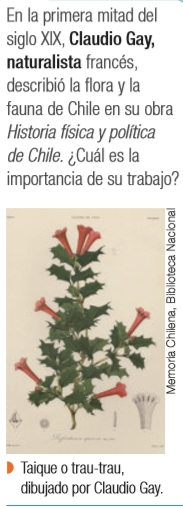 En la primera mitad del
siglo XIX, Claudio Gay,
naturalista francés,
describió la flora y la
fauna de Chile en su obra
Historia física y política
de Chile. ¿Cuál es la
importancia de su trabajo?
Memoria Chilena, Biblioteca Nacional
Taique o trau-trau,
dibujado por Claudio Gay.